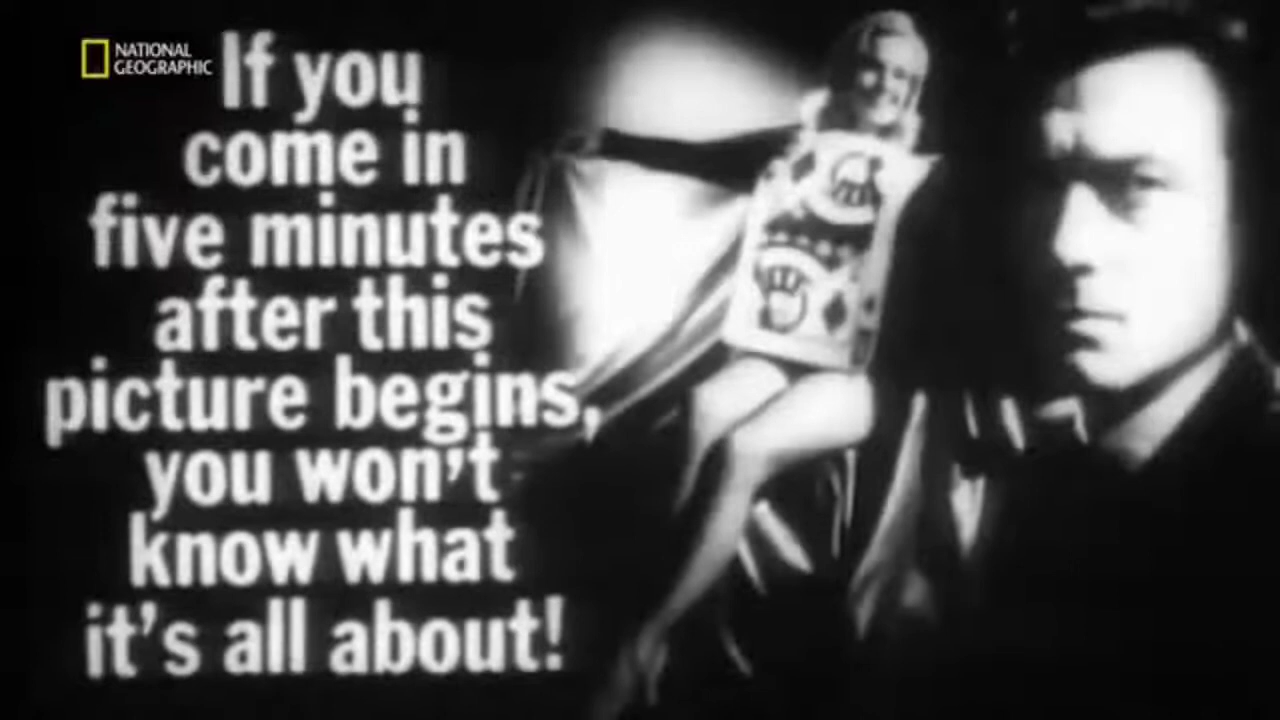 NATIONAL
GEOGRAPHIC
If you
come in
five minutes
after this
picture begins,
you won't
know what
it's all about!